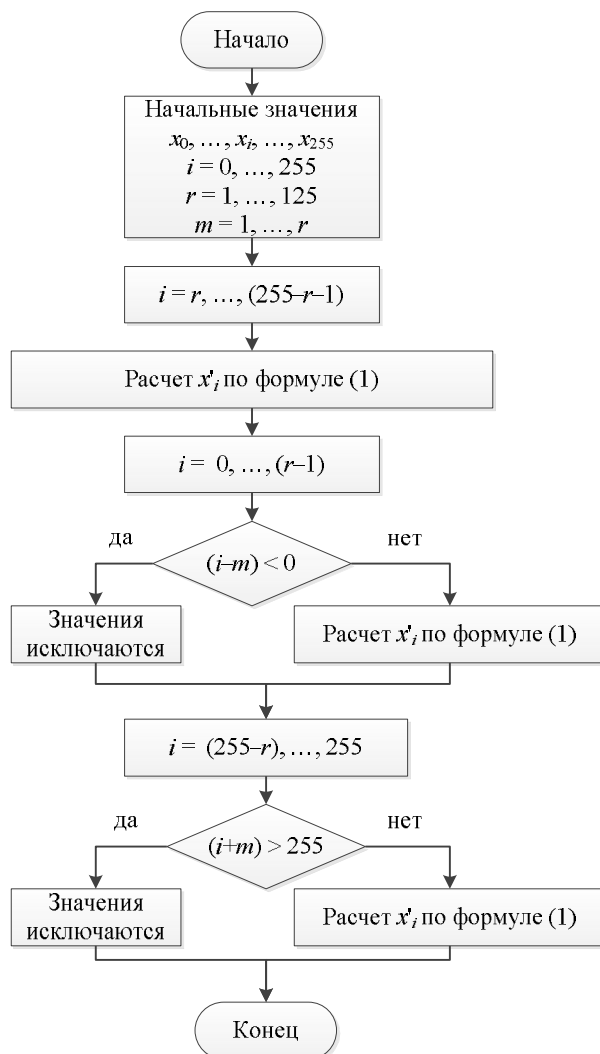 Начало
Начальные значения
x₀, …, xᵢ, …, x₂₅₅
i = 0, …, 255
r = 1, …, 125
m = 1, …, r
i = r, …, (255–r–1)
Расчет x'ᵢ по формуле (1)
i = 0, …, (r–1)
да
нет
(i–m) < 0
Значения
исключаются
Расчет x'ᵢ по формуле (1)
i = (255–r), …, 255
да
нет
(i+m) > 255
Значения
исключаются
Расчет x'ᵢ по формуле (1)
Конец